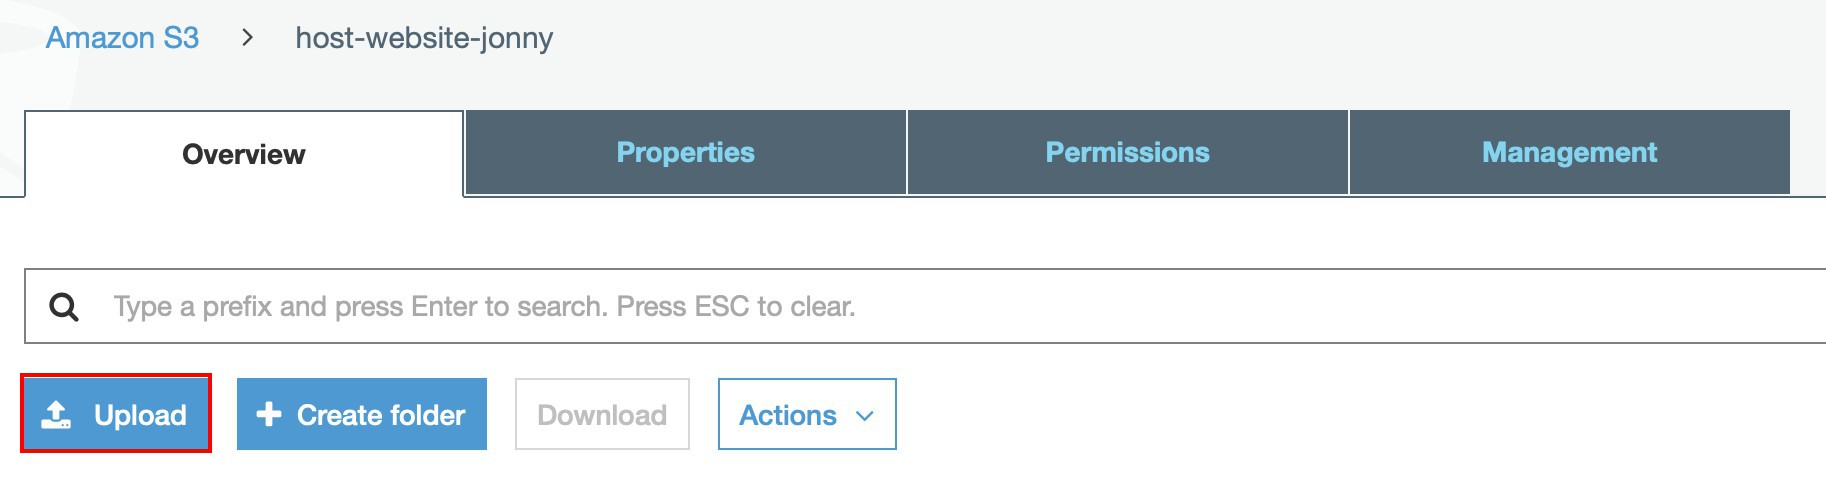 Amazon S3 > host-website-jonny
Overview Properties Permissions Management
Type a prefix and press Enter to search. Press ESC to clear.
Upload Create folder Download Actions